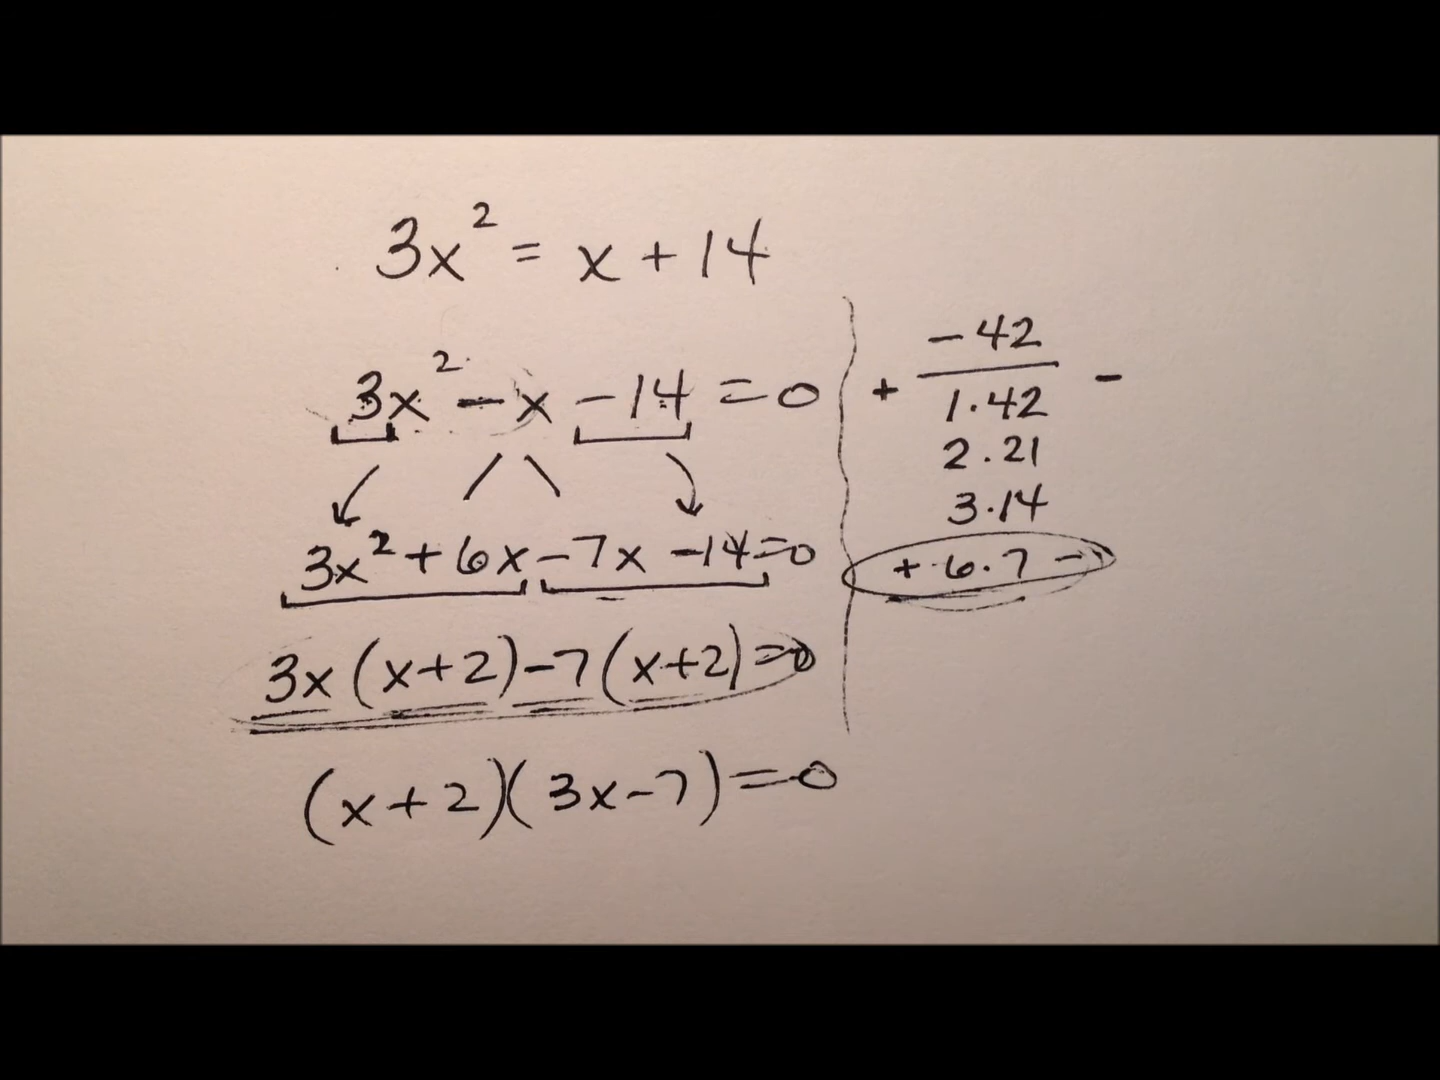 3x² = x + 14
3x² - x - 14 = 0
3x² + 6x - 7x - 14 = 0
3x (x+2) - 7 (x+2) = 0
(x+2)(3x-7) = 0
- 42
+ 1.42 -
2.21
3.14
+ 6.7 -